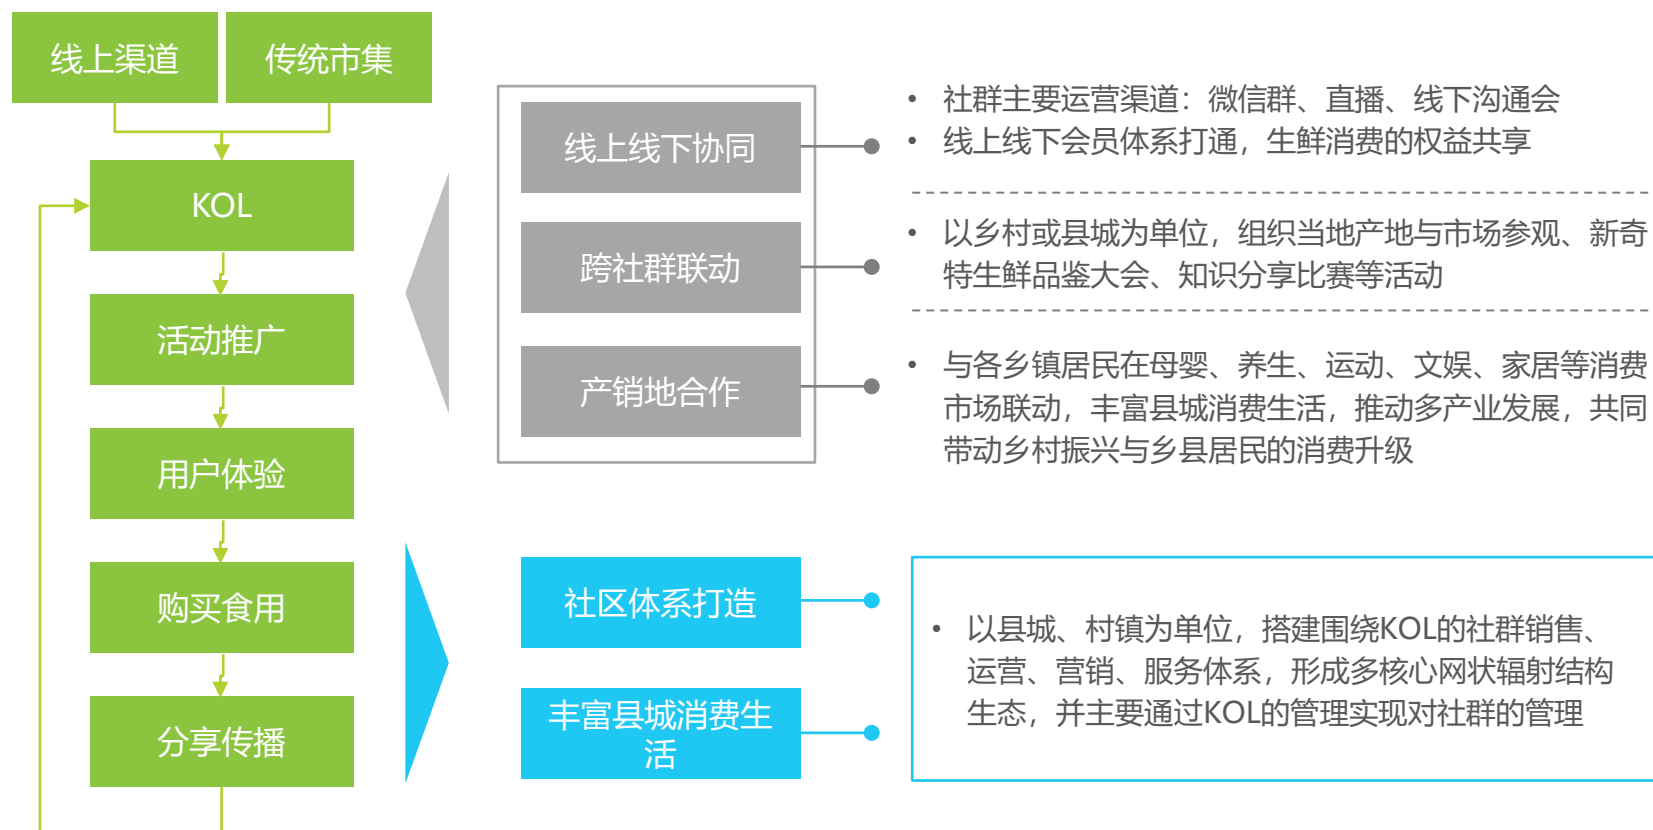 线上渠道
传统市集
KOL
活动推广
用户体验
购买食用
分享传播
线上线下协同
跨社群联动
产销地合作
• 社群主要运营渠道：微信群、直播、线下沟通会
• 线上线下会员体系打通，生鲜消费的权益共享
• 以乡村或县城为单位，组织当地产地与市场参观、新奇
特生鲜品鉴大会、知识分享比赛等活动
• 与各乡镇居民在母婴、养生、运动、文娱、家居等消费
市场联动，丰富县城消费生活，推动多产业发展，共同
带动乡村振兴与乡县居民的消费升级
社区体系打造
丰富县城消费生
活
• 以县城、村镇为单位，搭建围绕KOL的社群销售、
运营、营销、服务体系，形成多核心网状辐射结构
生态，并主要通过KOL的管理实现对社群的管理